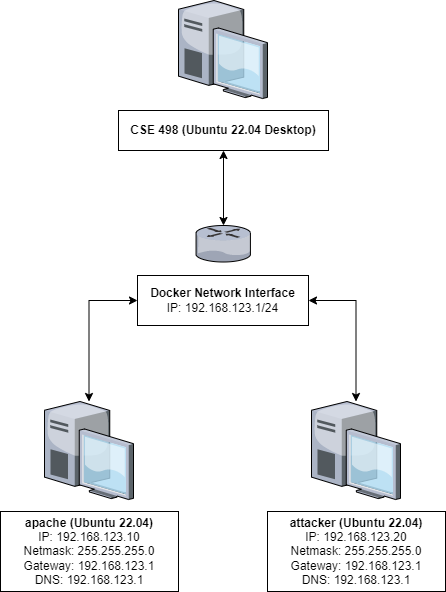 CSE 498 (Ubuntu 22.04 Desktop)
Docker Network Interface
IP: 192.168.123.1/24
apache (Ubuntu 22.04)
IP: 192.168.123.10
Netmask: 255.255.255.0
Gateway: 192.168.123.1
DNS: 192.168.123.1
attacker (Ubuntu 22.04)
IP: 192.168.123.20
Netmask: 255.255.255.0
Gateway: 192.168.123.1
DNS: 192.168.123.1